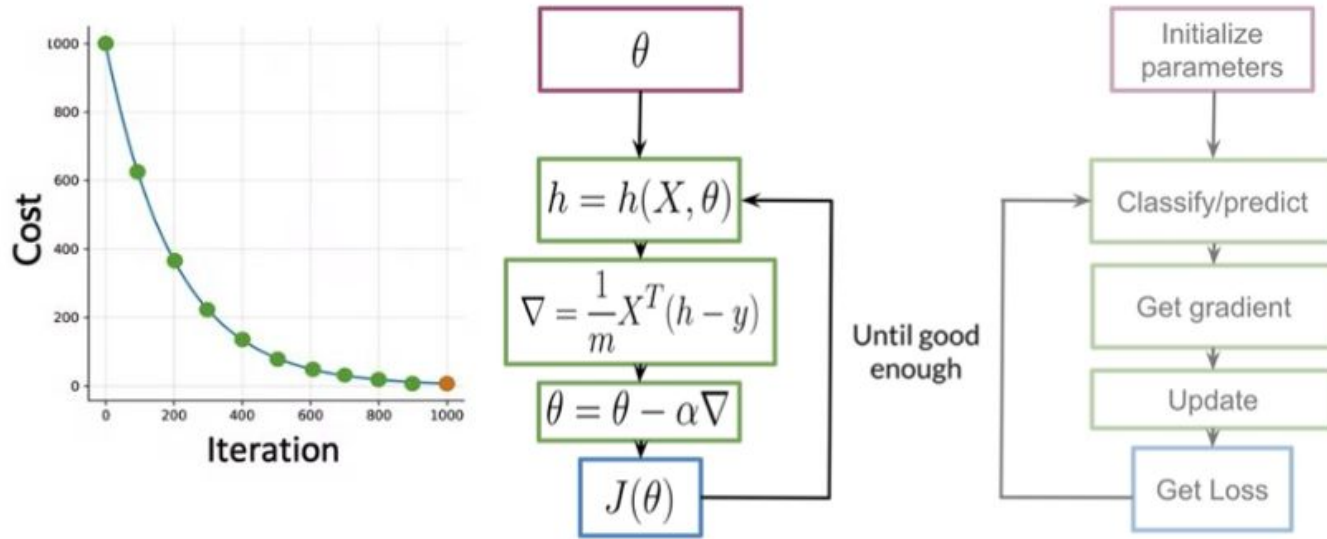 1000
800
600
400
200
0
Cost
0 200 400 600 800 1000
Iteration
θ
h = h(X, θ)
∇ = 1/m X^T (h − y)
θ = θ − α∇
J(θ)
Until good
enough
Initialize
parameters
Classify/predict
Get gradient
Update
Get Loss